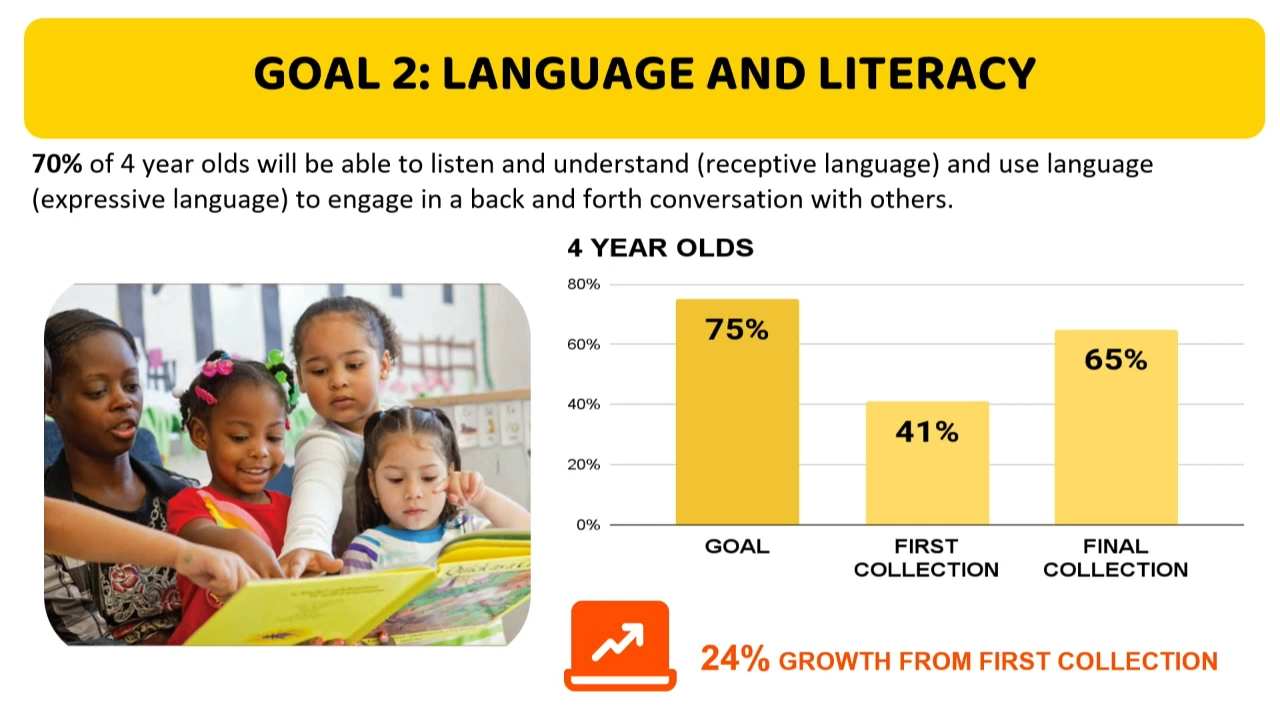 GOAL 2: LANGUAGE AND LITERACY
70% of 4 year olds will be able to listen and understand (receptive language) and use language
(expressive language) to engage in a back and forth conversation with others.
4 YEAR OLDS
80%
60%
40%
20%
0%
75%
41%
65%
GOAL
FIRST
COLLECTION
FINAL
COLLECTION
24% GROWTH FROM FIRST COLLECTION